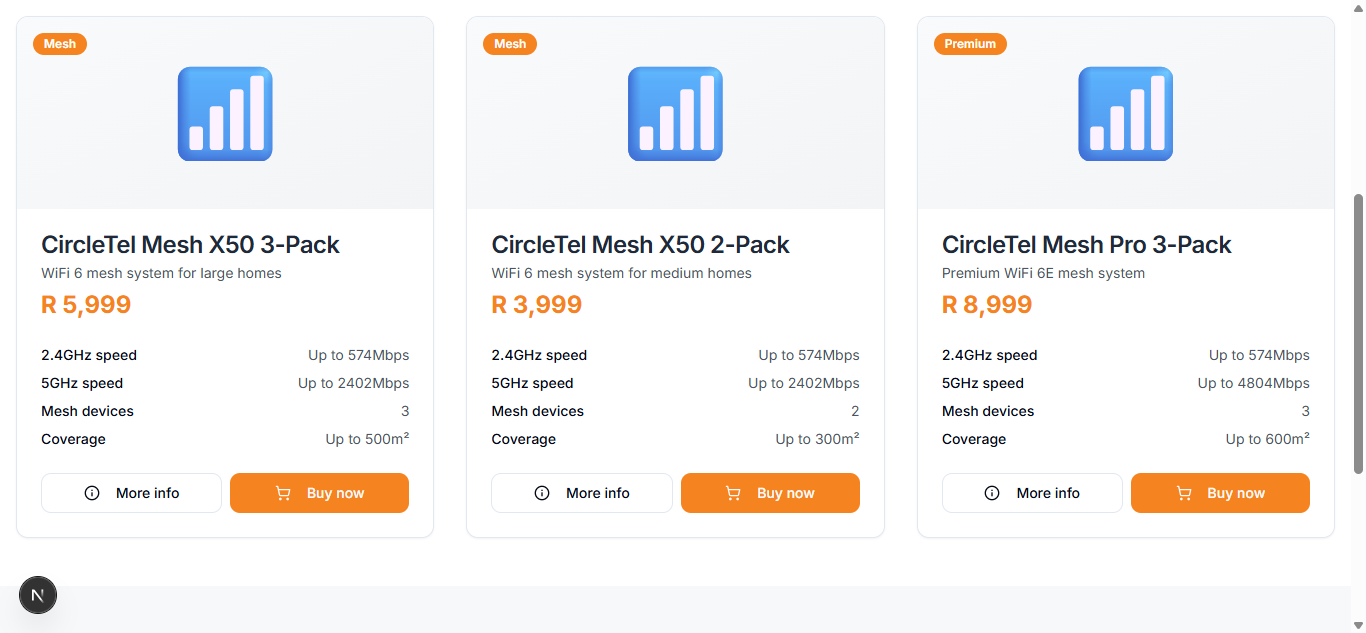 Mesh
CircleTel Mesh X50 3-Pack
WiFi 6 mesh system for large homes
R 5,999
2.4GHz speed Up to 574Mbps
5GHz speed Up to 2402Mbps
Mesh devices 3
Coverage Up to 500m²
More info Buy now
Mesh
CircleTel Mesh X50 2-Pack
WiFi 6 mesh system for medium homes
R 3,999
2.4GHz speed Up to 574Mbps
5GHz speed Up to 2402Mbps
Mesh devices 2
Coverage Up to 300m²
More info Buy now
Premium
CircleTel Mesh Pro 3-Pack
Premium WiFi 6E mesh system
R 8,999
2.4GHz speed Up to 574Mbps
5GHz speed Up to 4804Mbps
Mesh devices 3
Coverage Up to 600m²
More info Buy now
N